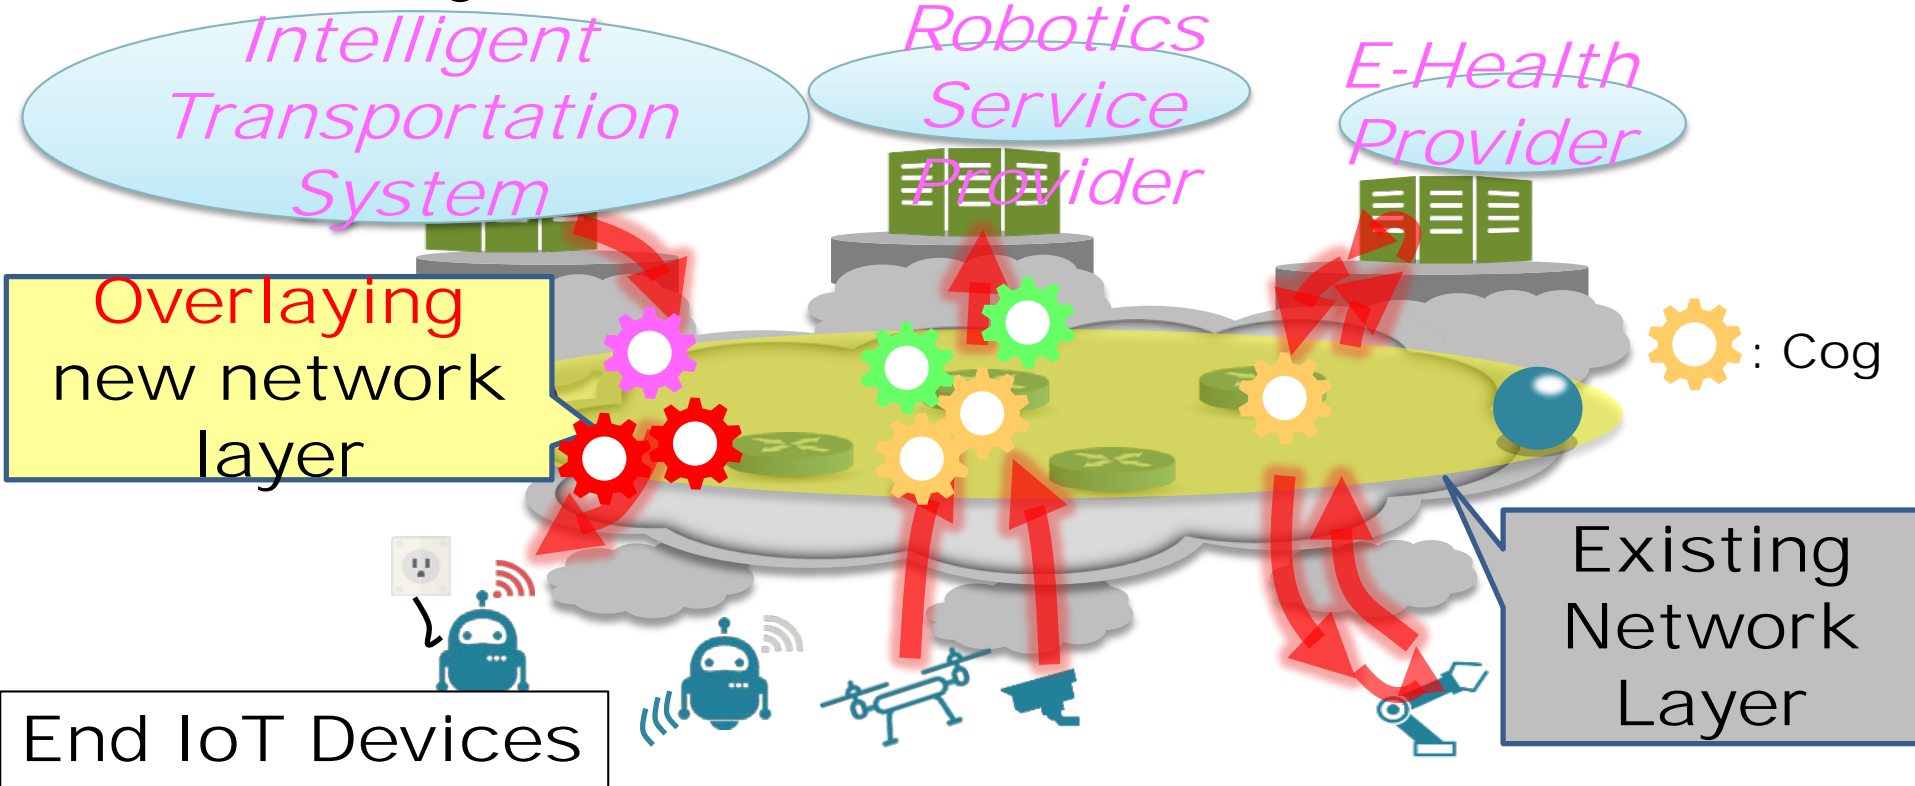 Intelligent
Transportation
System
Robotics
Service
Provider
E-Health
Provider
Overlaying
new network
layer
: Cog
Existing
Network
Layer
End IoT Devices